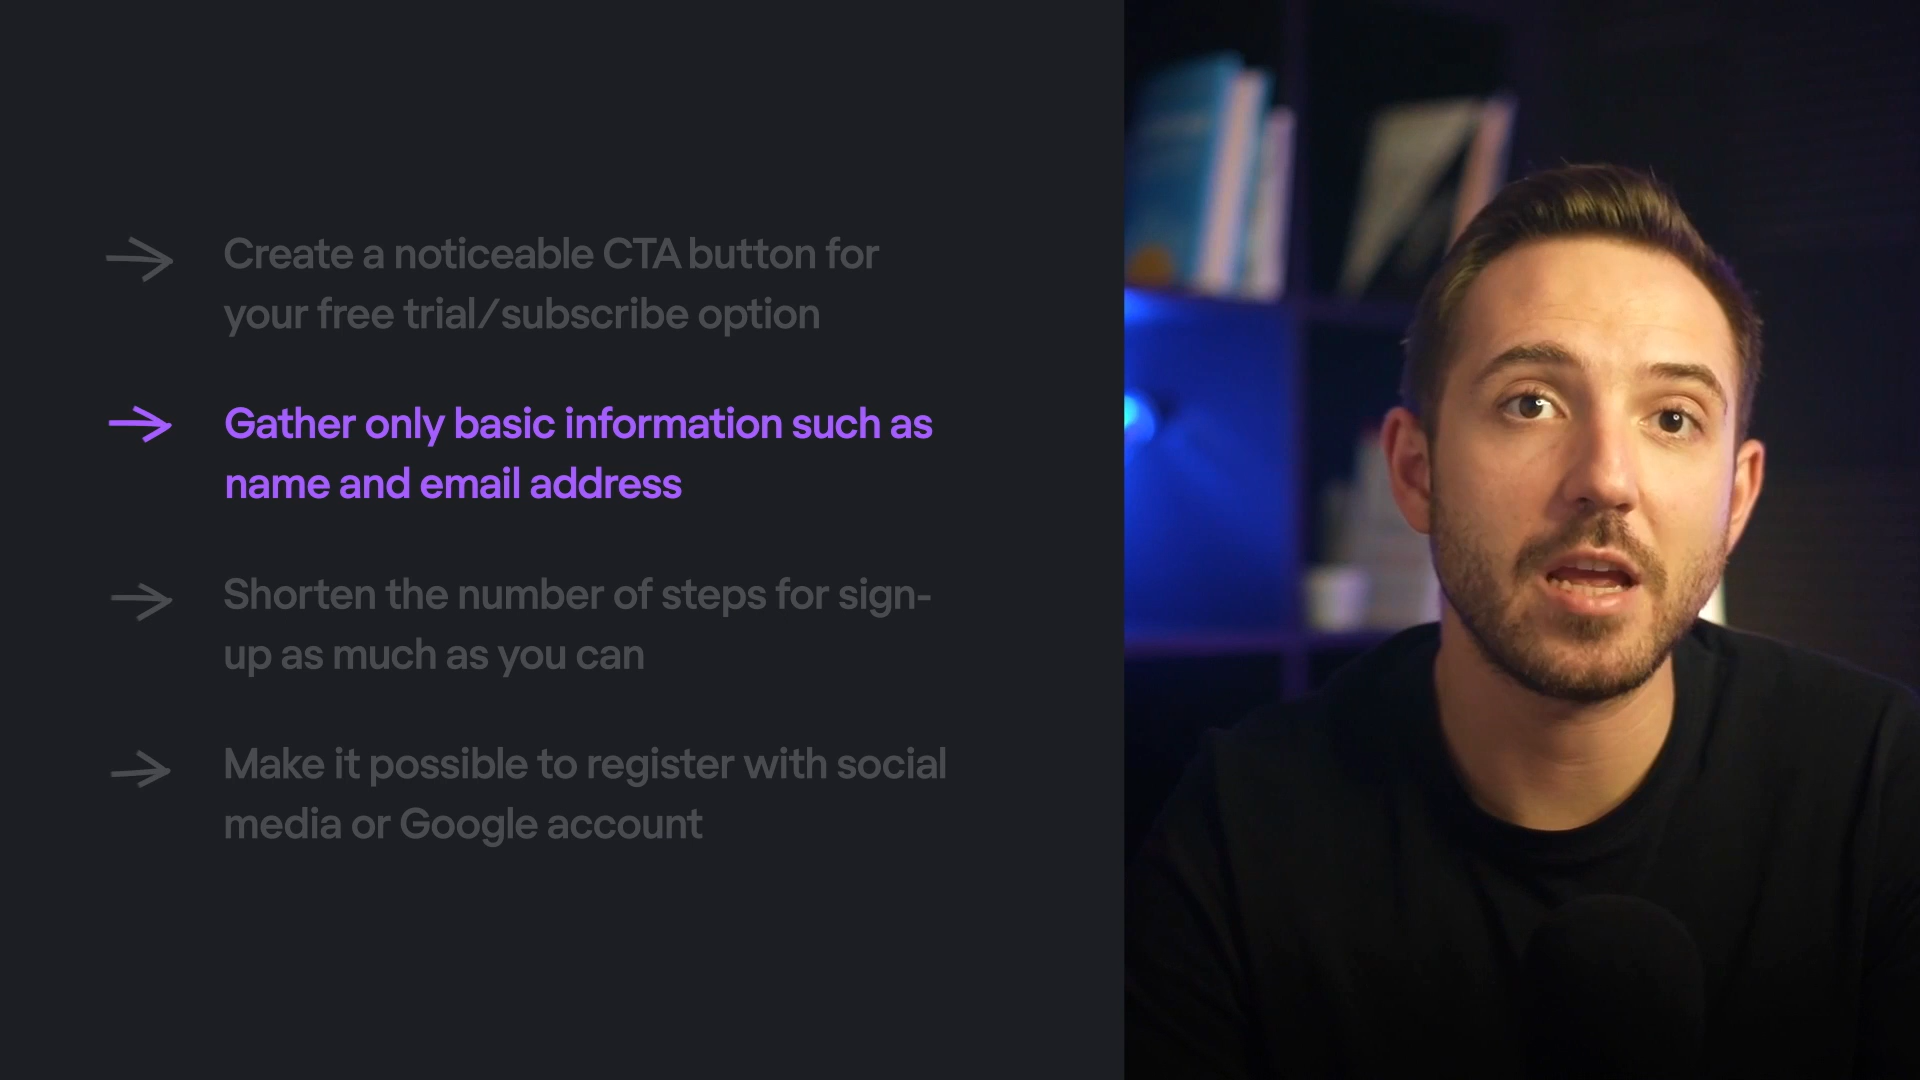 Create a noticeable CTA button for
your free trial/subscribe option
Gather only basic information such as
name and email address
Shorten the number of steps for sign-
up as much as you can
Make it possible to register with social
media or Google account